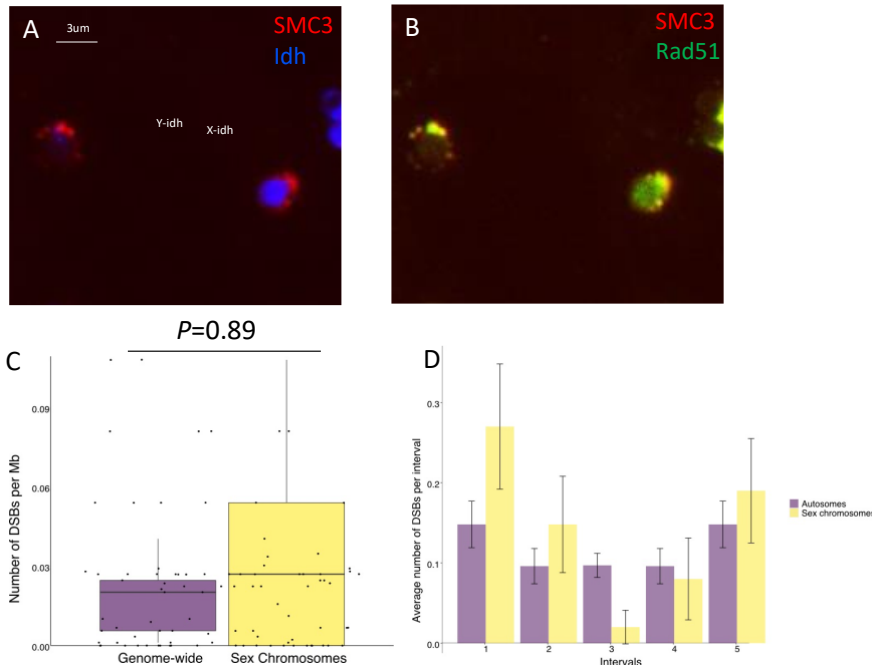 A
3um
SMC3
Idh
Y-idh
X-idh
B
SMC3
Rad51
P=0.89
C
Number of DSBs per Mb
0.09
0.06
0.03
0.00
Genome-wide
Sex Chromosomes
D
Average number of DSBs per interval
0.3
0.2
0.1
0.0
1
2
3
4
5
Intervals
Autosomes
Sex chromosomes